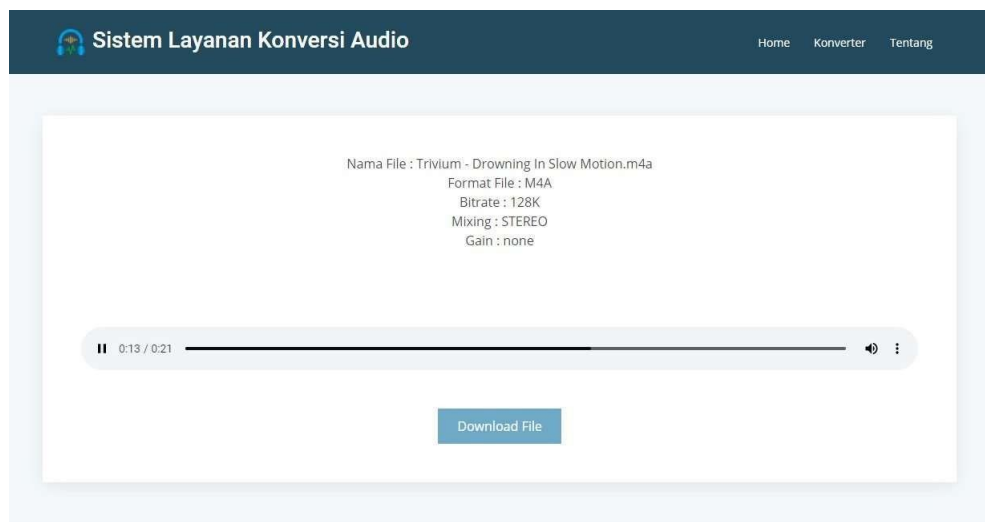 Sistem Layanan Konversi Audio
Home Konverter Tentang
Nama File : Trivium - Drowning In Slow Motion.m4a
Format File : M4A
Bitrate : 128K
Mixing : STEREO
Gain : none
0:13 / 0:21
Download File